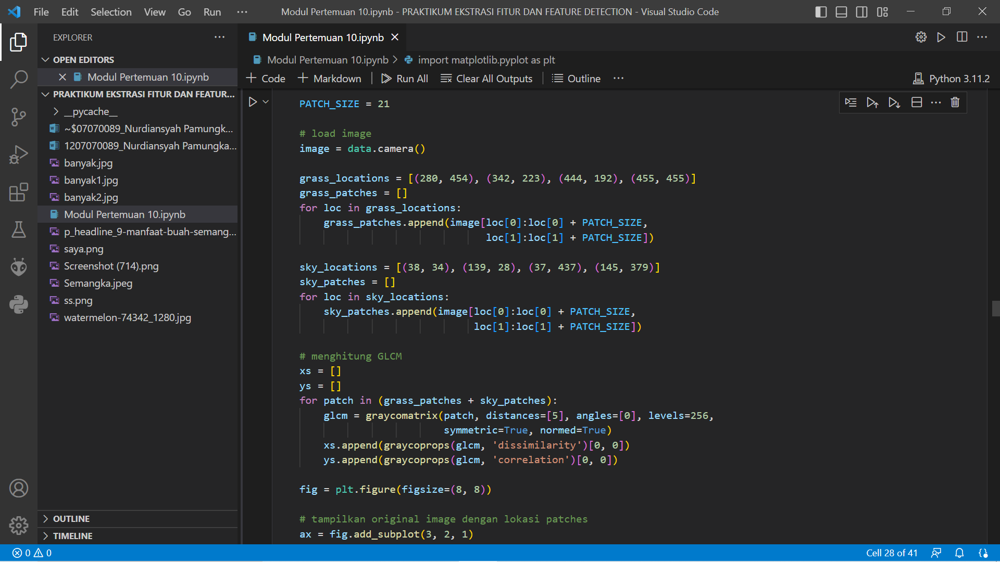 File Edit Selection View Go Run ··· Modul Pertemuan 10.ipynb - PRAKTIKUM EKSTRASI FITUR DAN FEATURE DETECTION - Visual Studio Code
EXPLORER ···
OPEN EDITORS
Modul Pertemuan 10.ipynb
PRAKTIKUM EKSTRASI FITUR DAN FEATUR...
__pycache__
~$07070089_Nurdiansyah Pamungk...
1207070089_Nurdiansyah Pamungka...
banyak.jpg
banyak1.jpg
banyak2.jpg
Modul Pertemuan 10.ipynb
p_headline_9-manfaat-buah-semang...
saya.png
Screenshot (714).png
Semangka.jpeg
ss.png
watermelon-74342_1280.jpg
OUTLINE
TIMELINE
Modul Pertemuan 10.ipynb
Modul Pertemuan 10.ipynb > import matplotlib.pyplot as plt
+ Code + Markdown Run All Clear All Outputs Outline ··· Python 3.11.2
PATCH_SIZE = 21
# load image
image = data.camera()
grass_locations = [(280, 454), (342, 223), (444, 192), (455, 455)]
grass_patches = []
for loc in grass_locations:
grass_patches.append(image[loc[0]:loc[0] + PATCH_SIZE,
loc[1]:loc[1] + PATCH_SIZE])
sky_locations = [(38, 34), (139, 28), (37, 437), (145, 379)]
sky_patches = []
for loc in sky_locations:
sky_patches.append(image[loc[0]:loc[0] + PATCH_SIZE,
loc[1]:loc[1] + PATCH_SIZE])
# menghitung GLCM
xs = []
ys = []
for patch in (grass_patches + sky_patches):
glcm = graycomatrix(patch, distances=[5], angles=[0], levels=256,
symmetric=True, normed=True)
xs.append(graycoprops(glcm, 'dissimilarity')[0, 0])
ys.append(graycoprops(glcm, 'correlation')[0, 0])
fig = plt.figure(figsize=(8, 8))
# tampilkan original image dengan lokasi patches
ax = fig.add_subplot(3, 2, 1)
0 0 Cell 28 of 41